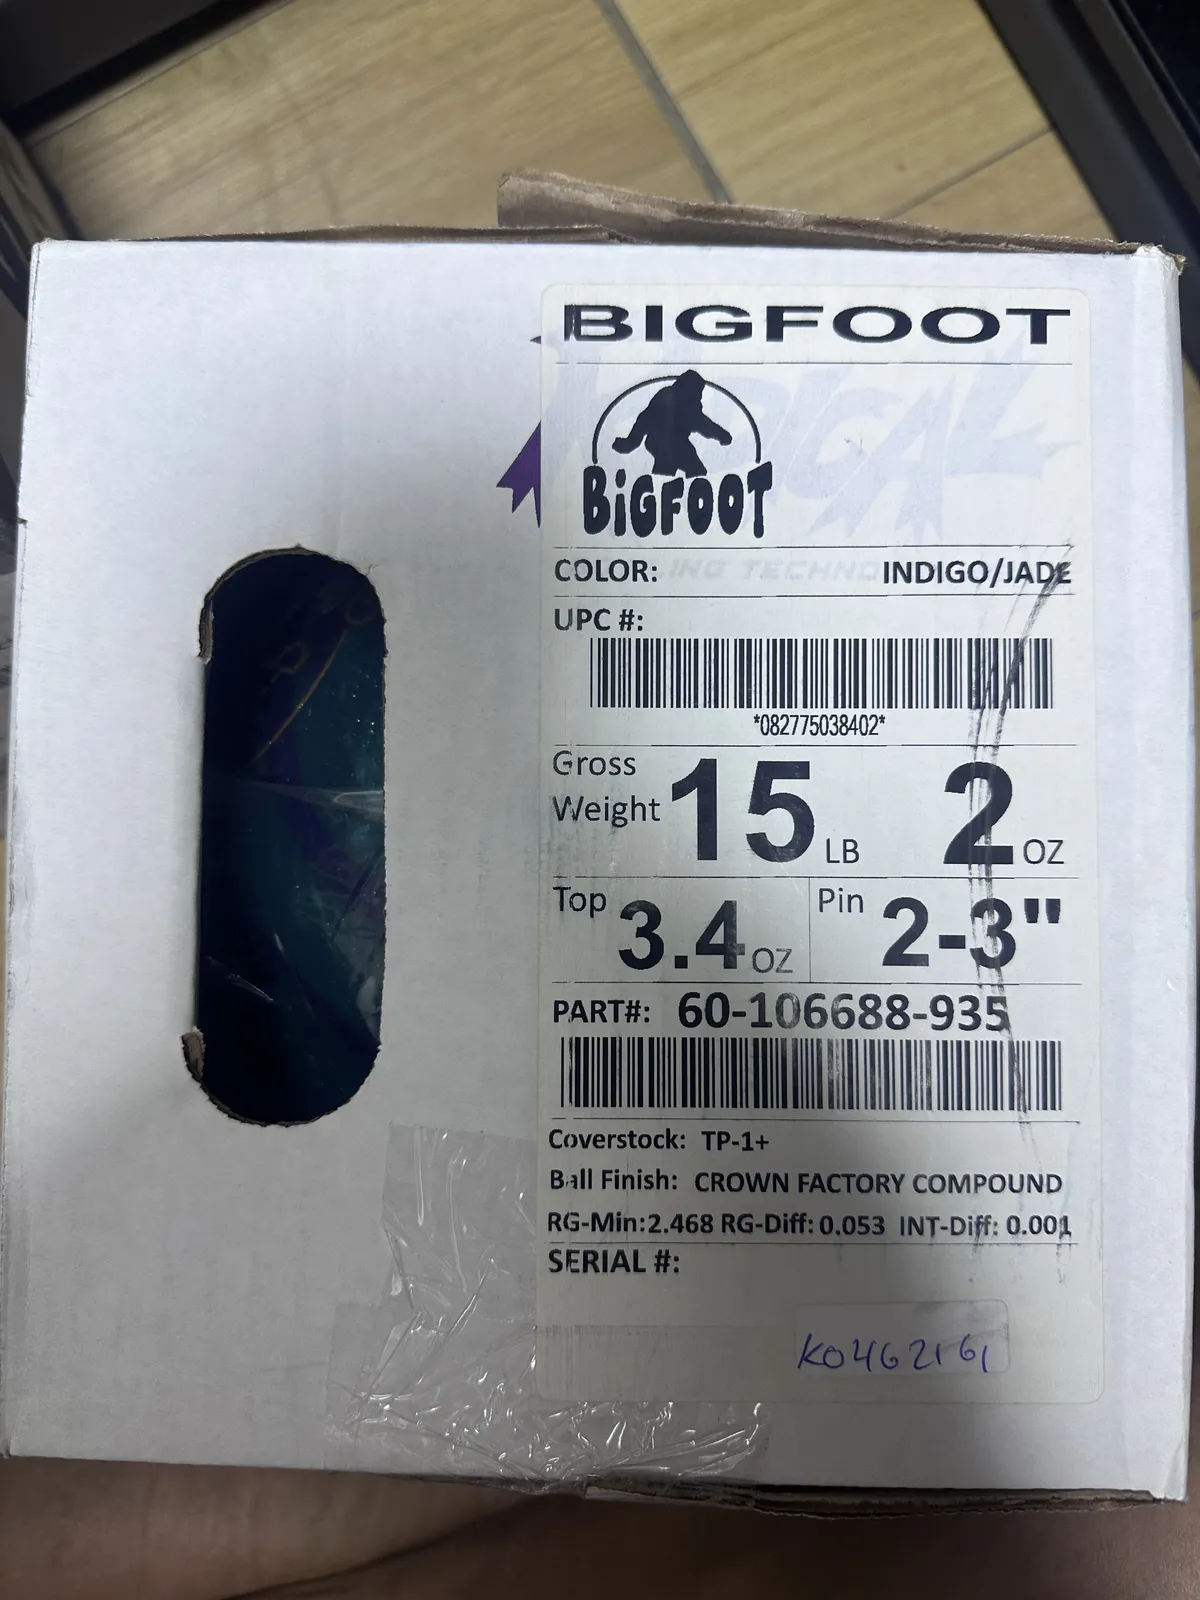 BIGFOOT
BiGFOOT
COLOR: INDIGO/JADE
UPC #:
*082775038402*
Gross Weight 15 LB 2 OZ
Top 3.4 OZ Pin 2-3"
PART#: 60-106688-935
Coverstock: TP-1+
Ball Finish: CROWN FACTORY COMPOUND
RG-Min:2.468 RG-Diff: 0.053 INT-Diff: 0.001
SERIAL #:
K0462161